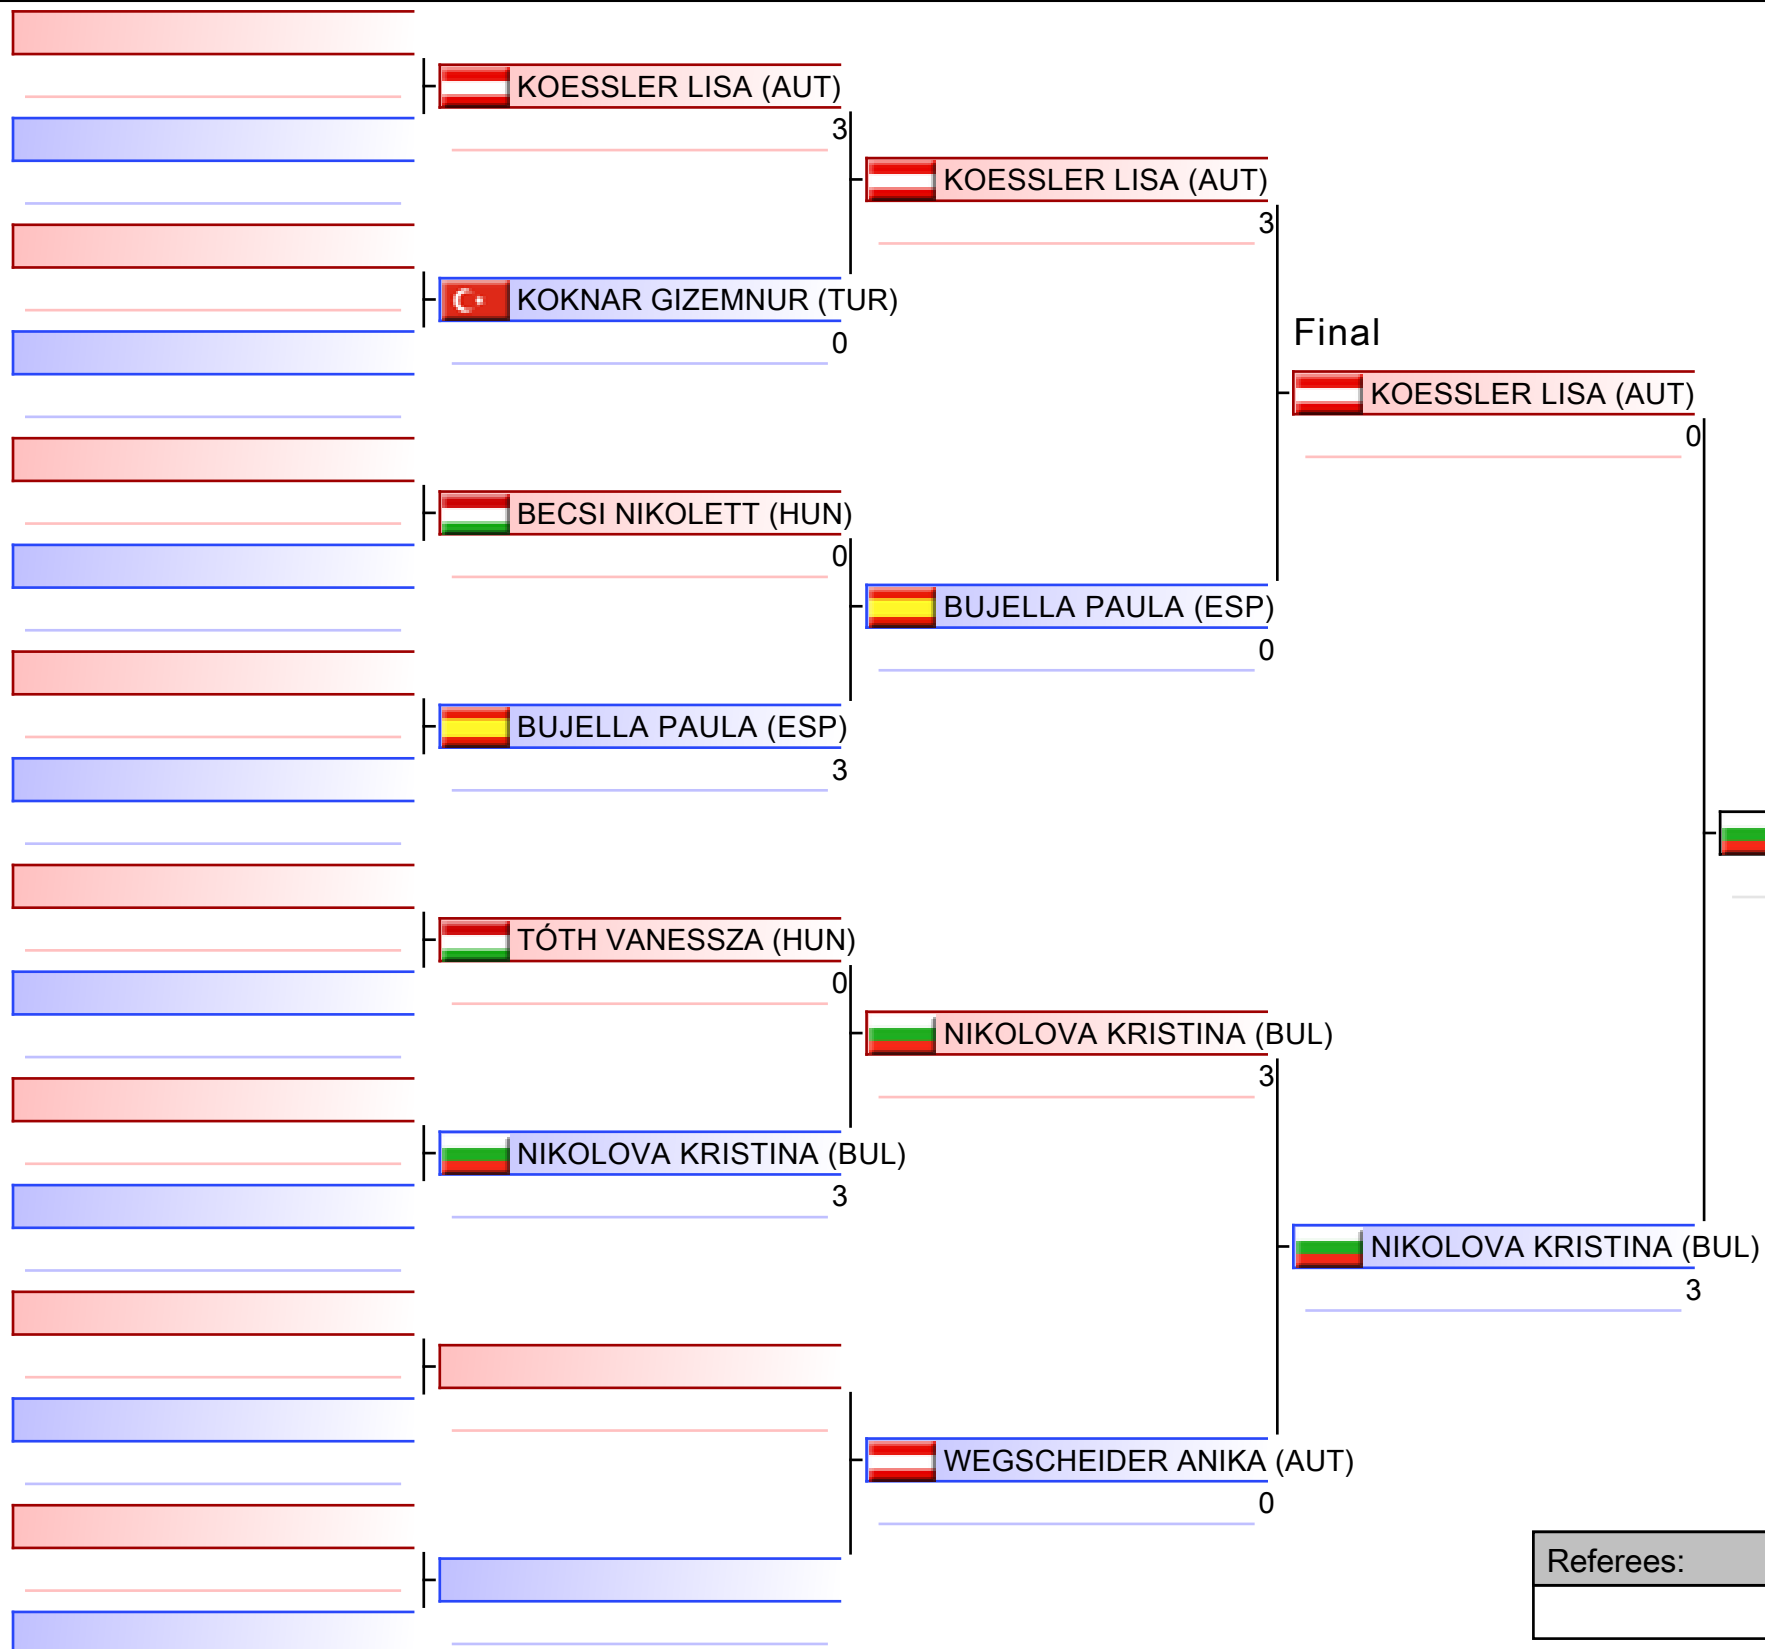 KOESSLER LISA (AUT)
3
KOESSLER LISA (AUT)
3
KOKNAR GIZEMNUR (TUR)
0
Final
KOESSLER LISA (AUT)
0
BECSI NIKOLETT (HUN)
0
BUJELLA PAULA (ESP)
0
BUJELLA PAULA (ESP)
3
TÓTH VANESSZA (HUN)
0
NIKOLOVA KRISTINA (BUL)
3
NIKOLOVA KRISTINA (BUL)
3
NIKOLOVA KRISTINA (BUL)
3
WEGSCHEIDER ANIKA (AUT)
0
Referees: